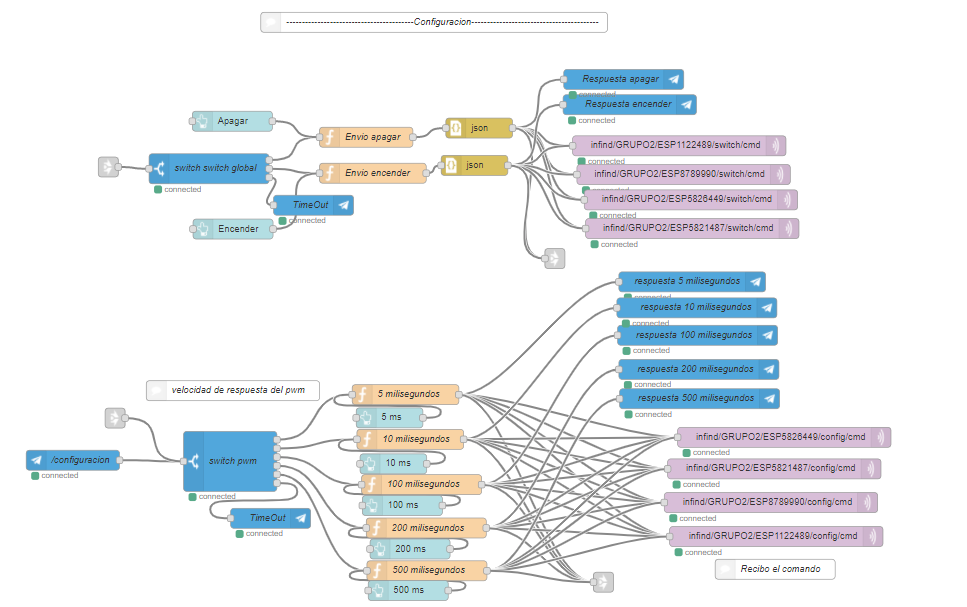 -----------------------------------------Configuracion-----------------------------------------
Respuesta apagar
connected
Respuesta encender
connected
Apagar
Envio apagar
json
infind/GRUPO2/ESP1122489/switch/cmd
connected
switch switch global
connected
Envio encender
json
infind/GRUPO2/ESP8789990/switch/cmd
connected
infind/GRUPO2/ESP5826449/switch/cmd
connected
TimeOut
connected
Encender
infind/GRUPO2/ESP5821487/switch/cmd
connected
respuesta 5 milisegundos
connected
respuesta 10 milisegundos
connected
respuesta 100 milisegundos
connected
respuesta 200 milisegundos
connected
respuesta 500 milisegundos
connected
velocidad de respuesta del pwm
5 milisegundos
5 ms
10 milisegundos
infind/GRUPO2/ESP5826449/config/cmd
connected
/configuracion
connected
switch pwm
connected
10 ms
infind/GRUPO2/ESP5821487/config/cmd
connected
100 milisegundos
100 ms
infind/GRUPO2/ESP8789990/config/cmd
connected
TimeOut
connected
200 milisegundos
200 ms
infind/GRUPO2/ESP1122489/config/cmd
connected
500 milisegundos
500 ms
Recibo el comando